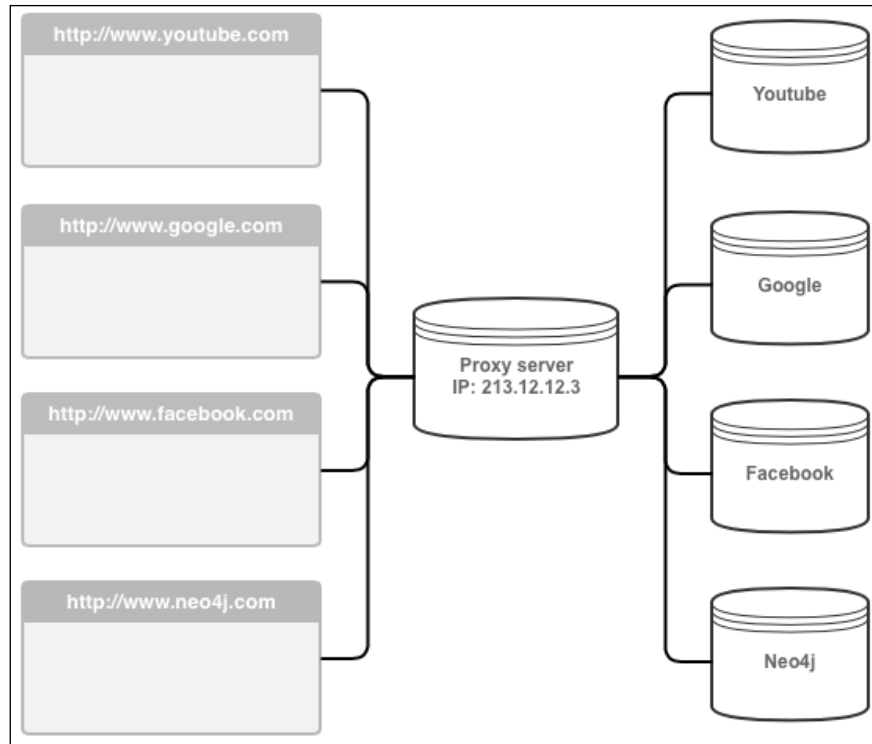 http://www.youtube.com
http://www.google.com
http://www.facebook.com
http://www.neo4j.com
Proxy server
IP: 213.12.12.3
Youtube
Google
Facebook
Neo4j